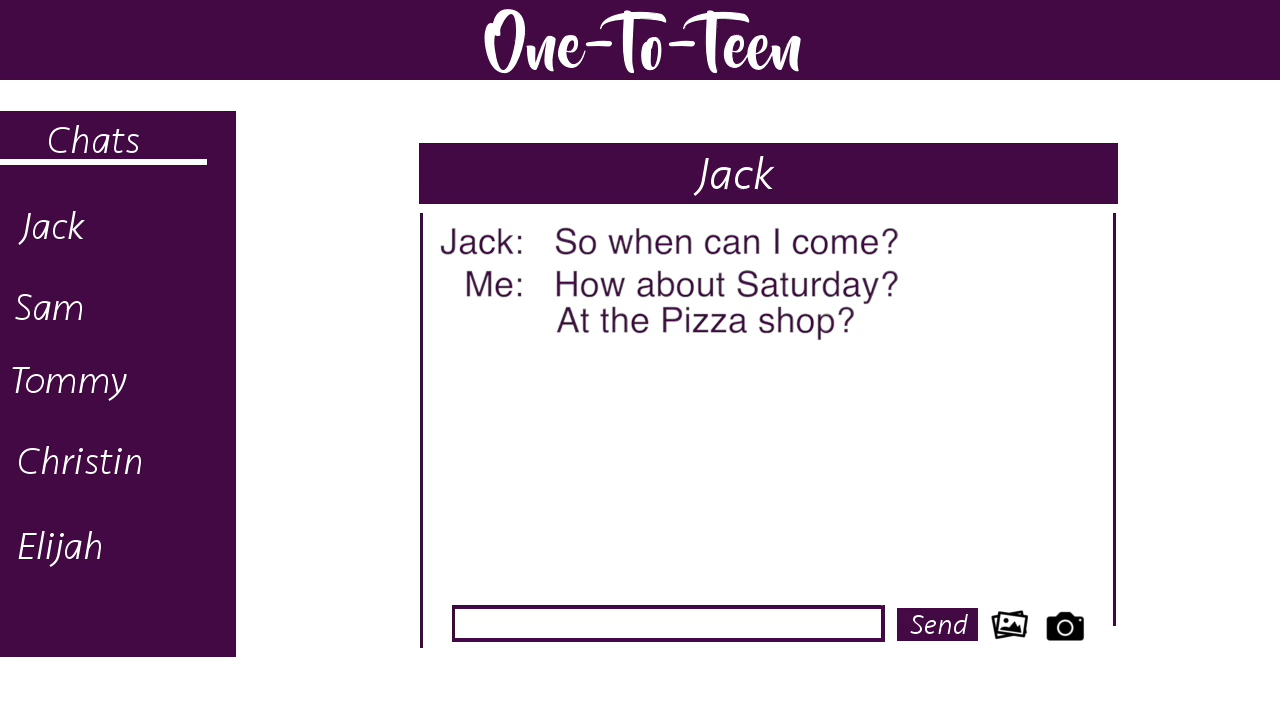 One-To-Teen
Chats
Jack
Sam
Tommy
Christin
Elijah
Jack
Jack: So when can I come?
Me: How about Saturday?
At the Pizza shop?
Send